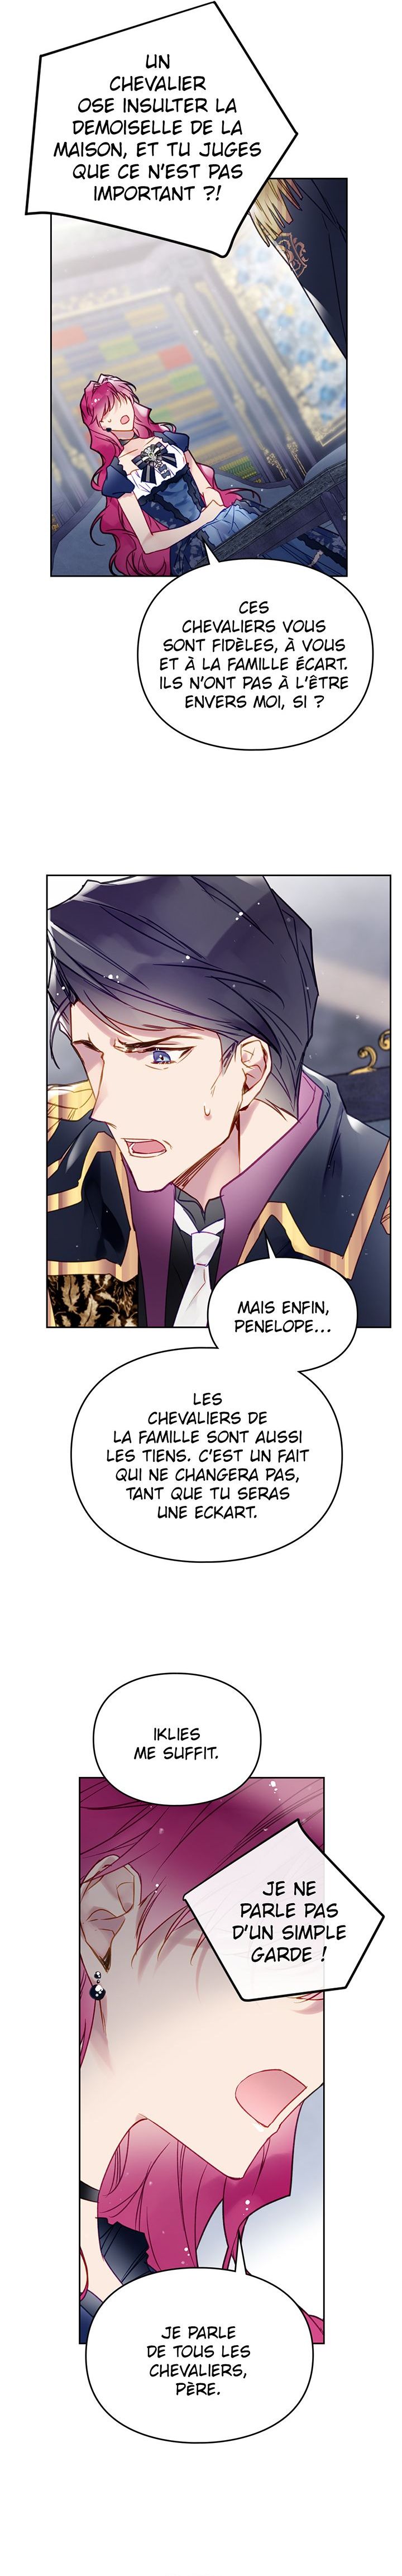 UN
CHEVALIER
OSE INSULTER LA
DEMOISELLE DE LA
MAISON, ET TU JUGES
QUE CE N'EST PAS
IMPORTANT ?!
CES
CHEVALIERS VOUS
SONT FIDÈLES, À VOUS
ET À LA FAMILLE ÉCART.
ILS N'ONT PAS À L'ÊTRE
ENVERS MOI, SI ?
MAIS ENFIN,
PENELOPE...
LES
CHEVALIERS DE
LA FAMILLE SONT AUSSI
LES TIENS. C'EST UN FAIT
QUI NE CHANGERA PAS,
TANT QUE TU SERAS
UNE ECKART.
IKLIES
ME SUFFIT.
JE NE
PARLE PAS
D'UN SIMPLE
GARDE !
JE PARLE
DE TOUS LES
CHEVALIERS,
PÈRE.